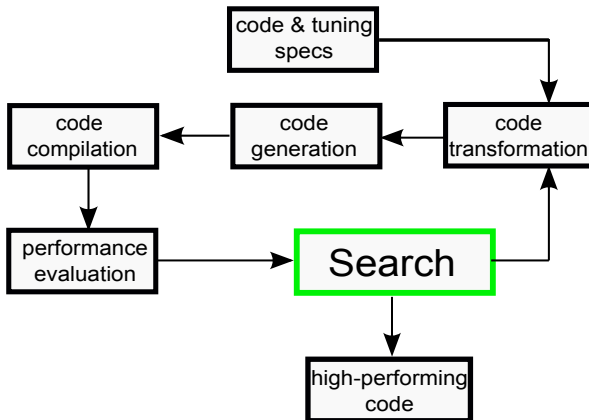 code & tuning
specs
code
compilation
code
generation
code
transformation
performance
evaluation
Search
high-performing
code